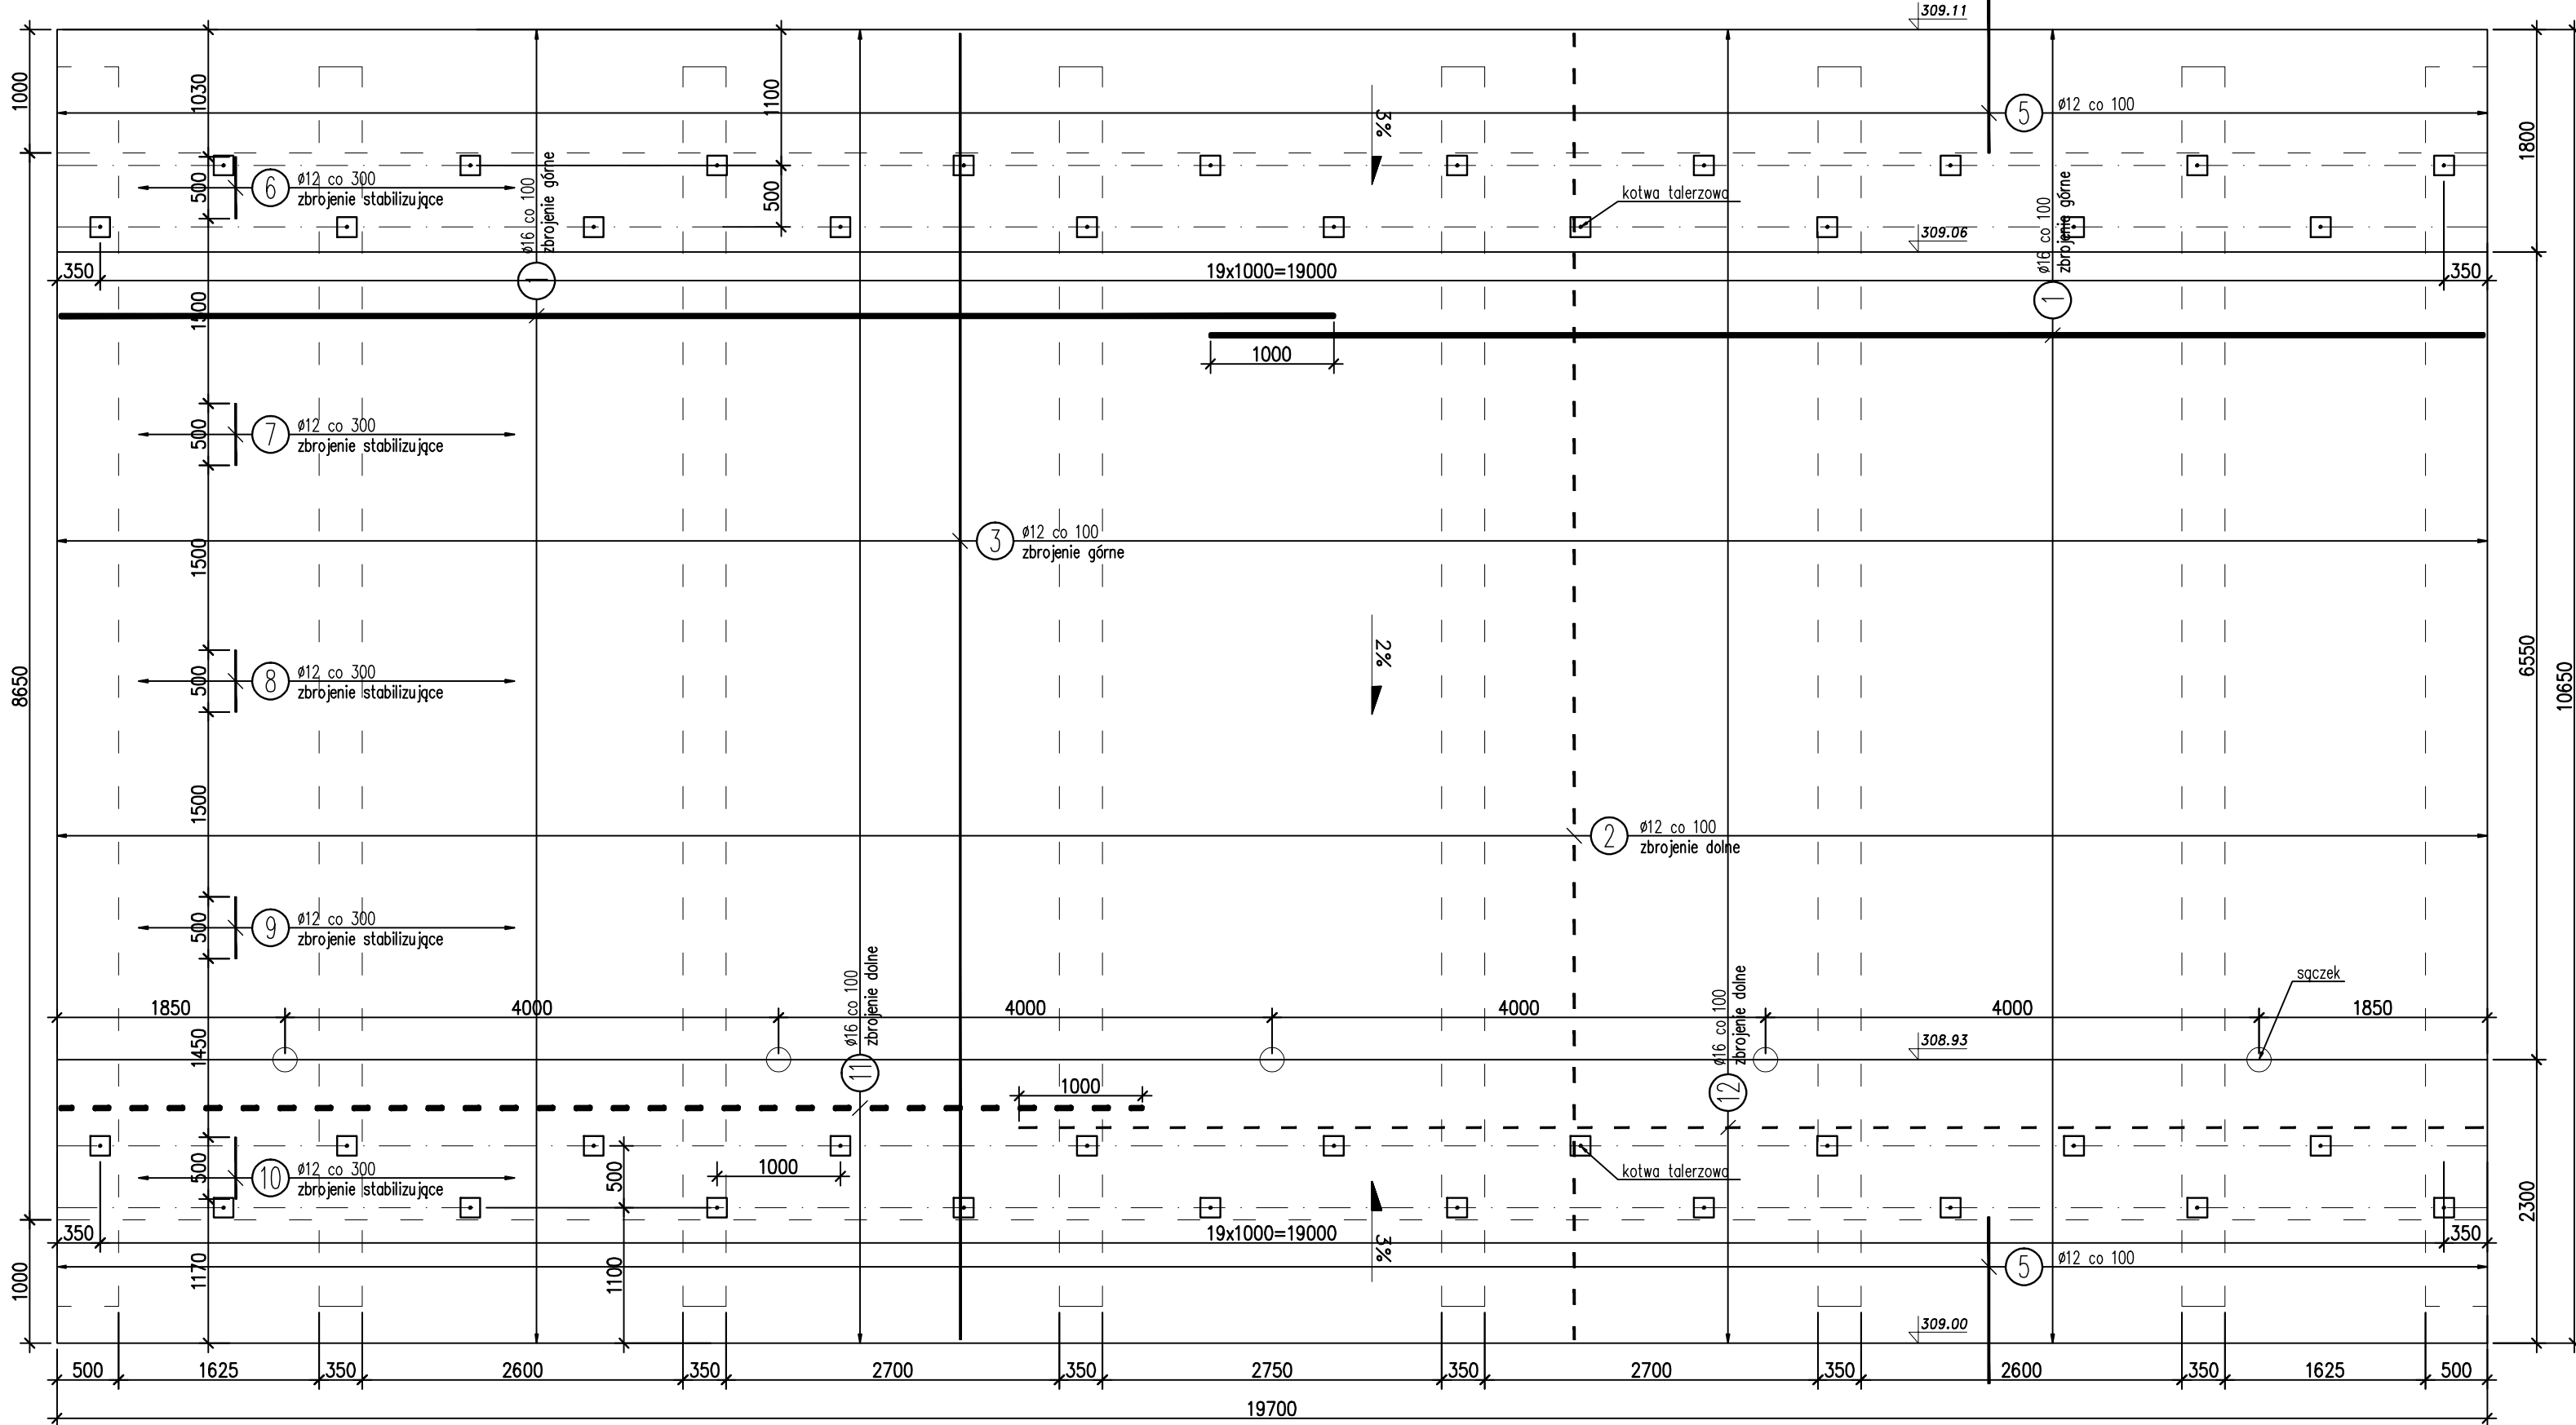 309.11
1000
1030
1100
3%
5
ø12 co 100
1800
6
ø12 co 300
zbrojenie stabilizujące
500
ø16 co 100
zbrojenie górne
500
kotwa talerzowa
ø16 co 100
zbrojenie górne
309.06
350
1
19x1000=19000
1
350
1500
1000
7
ø12 co 300
zbrojenie stabilizujące
500
3
ø12 co 100
zbrojenie górne
1500
2%
8
ø12 co 300
zbrojenie stabilizujące
500
8650
6550
10650
1500
2
ø12 co 100
zbrojenie dolne
9
ø12 co 300
zbrojenie stabilizujące
500
ø16 co 100
zbrojenie dolne
ø16 co 100
zbrojenie dolne
sączek
1850
4000
4000
4000
4000
1850
1450
308.93
11
1000
12
500
10
ø12 co 300
zbrojenie stabilizujące
500
1000
kotwa talerzowa
2300
350
19x1000=19000
3%
350
1000
1170
1100
5
ø12 co 100
309.00
500
1625
350
2600
350
2700
350
2750
350
2700
350
2600
350
1625
500
19700